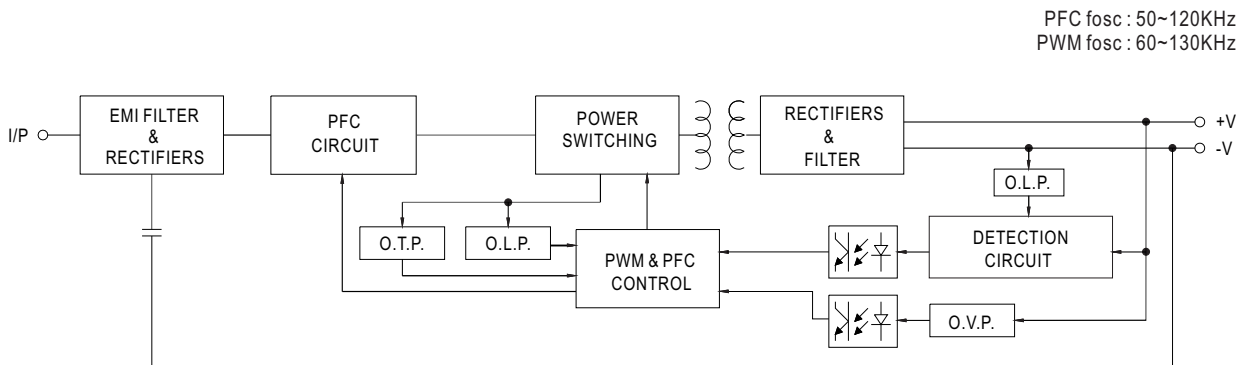 PFC fosc : 50~120KHz
PWM fosc : 60~130KHz
I/P
EMI FILTER
&
RECTIFIERS
PFC
CIRCUIT
POWER
SWITCHING
RECTIFIERS
&
FILTER
+V
-V
O.L.P.
O.T.P.
O.L.P.
PWM & PFC
CONTROL
DETECTION
CIRCUIT
O.V.P.